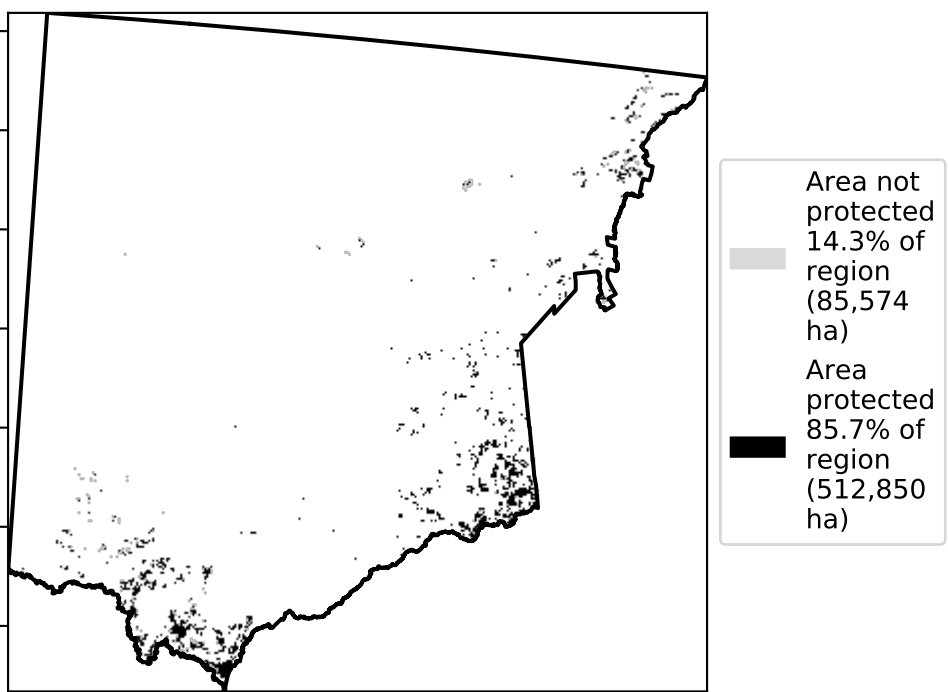 Area not
protected
14.3% of
region
(85,574
ha)
Area
protected
85.7% of
region
(512,850
ha)